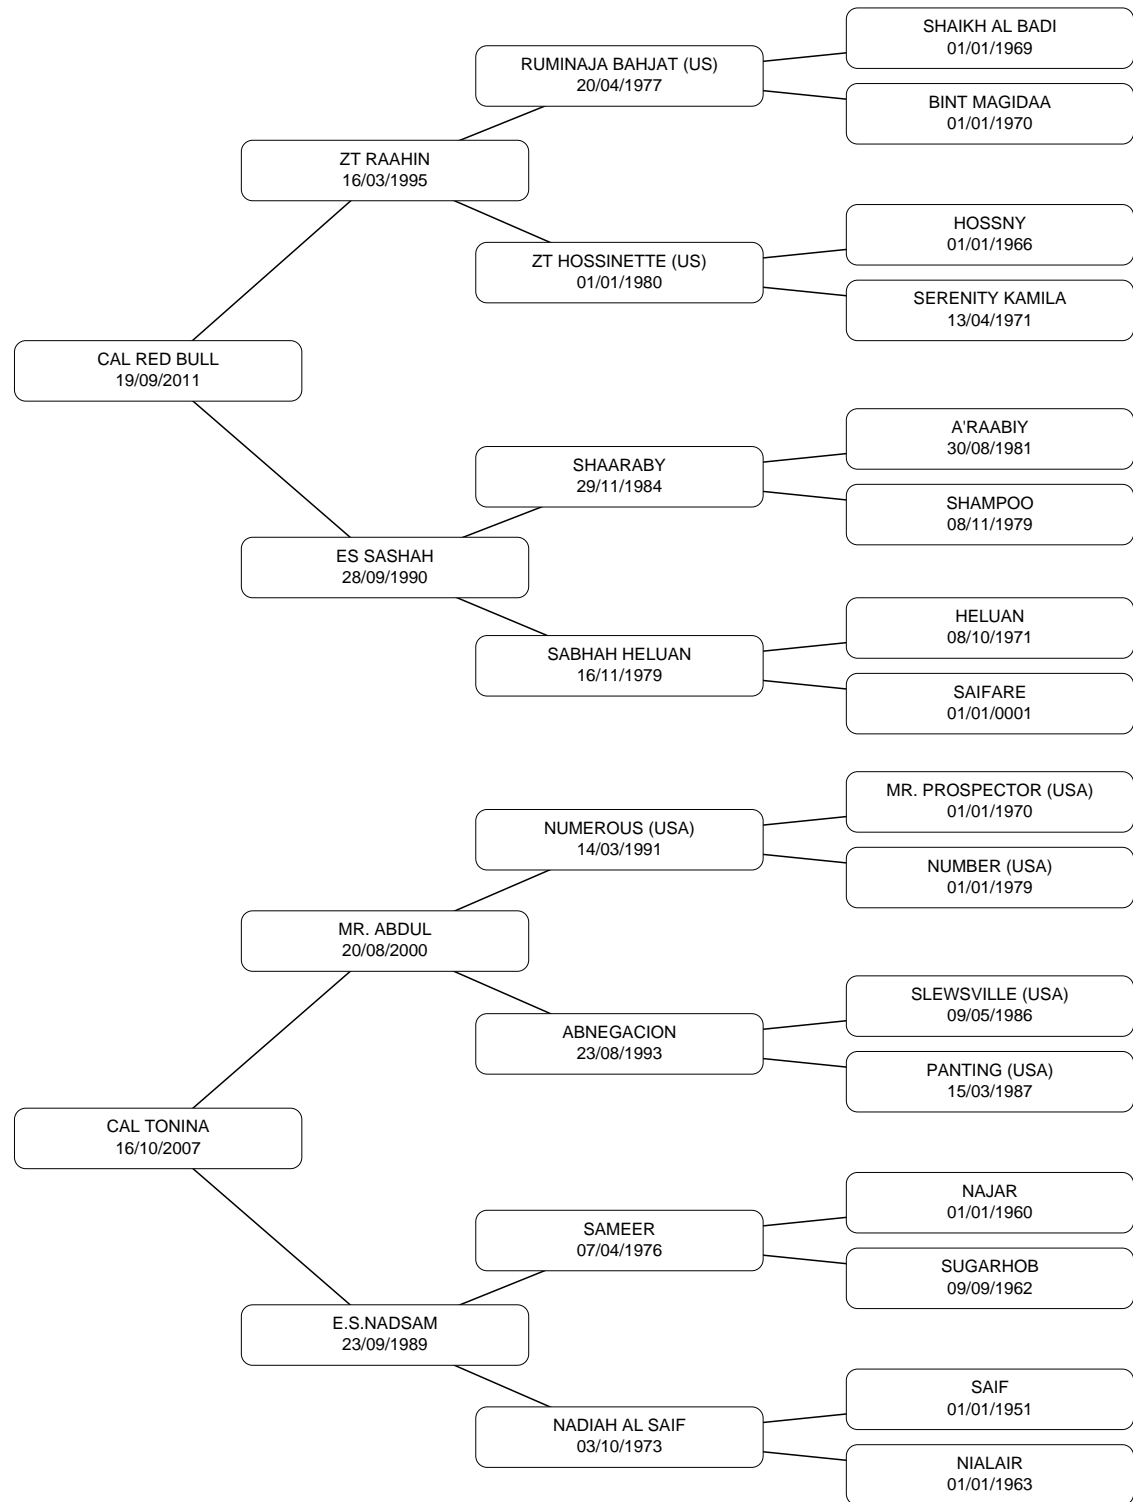 SHAIKH AL BADI
01/01/1969
RUMINAJA BAHJAT (US)
20/04/1977
BINT MAGIDAA
01/01/1970
ZT RAAHIN
16/03/1995
HOSSNY
01/01/1966
ZT HOSSINETTE (US)
01/01/1980
SERENITY KAMILA
13/04/1971
CAL RED BULL
19/09/2011
A'RAABIY
30/08/1981
SHAARABY
29/11/1984
SHAMPOO
08/11/1979
ES SASHAH
28/09/1990
HELUAN
08/10/1971
SABHAH HELUAN
16/11/1979
SAIFARE
01/01/0001
MR. PROSPECTOR (USA)
01/01/1970
NUMEROUS (USA)
14/03/1991
NUMBER (USA)
01/01/1979
MR. ABDUL
20/08/2000
SLEWSVILLE (USA)
09/05/1986
ABNEGACION
23/08/1993
PANTING (USA)
15/03/1987
CAL TONINA
16/10/2007
NAJAR
01/01/1960
SAMEER
07/04/1976
SUGARHOB
09/09/1962
E.S.NADSAM
23/09/1989
SAIF
01/01/1951
NADIAH AL SAIF
03/10/1973
NIALAIR
01/01/1963